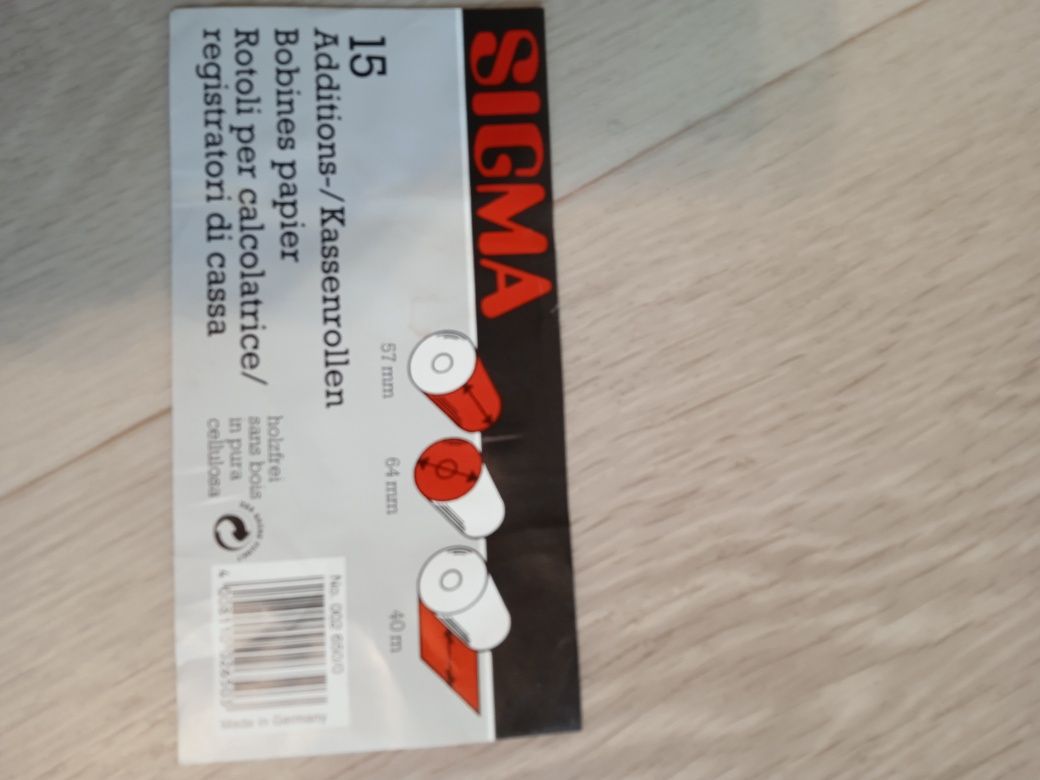 SIGMA
15
Additions-/Kassenrollen
Bobines papier
Rotoli per calcolatrice/
registratori di cassa
57 mm
64 mm
40 m
holzfrei
sans bois
in pura
cellulosa
Made in Germany